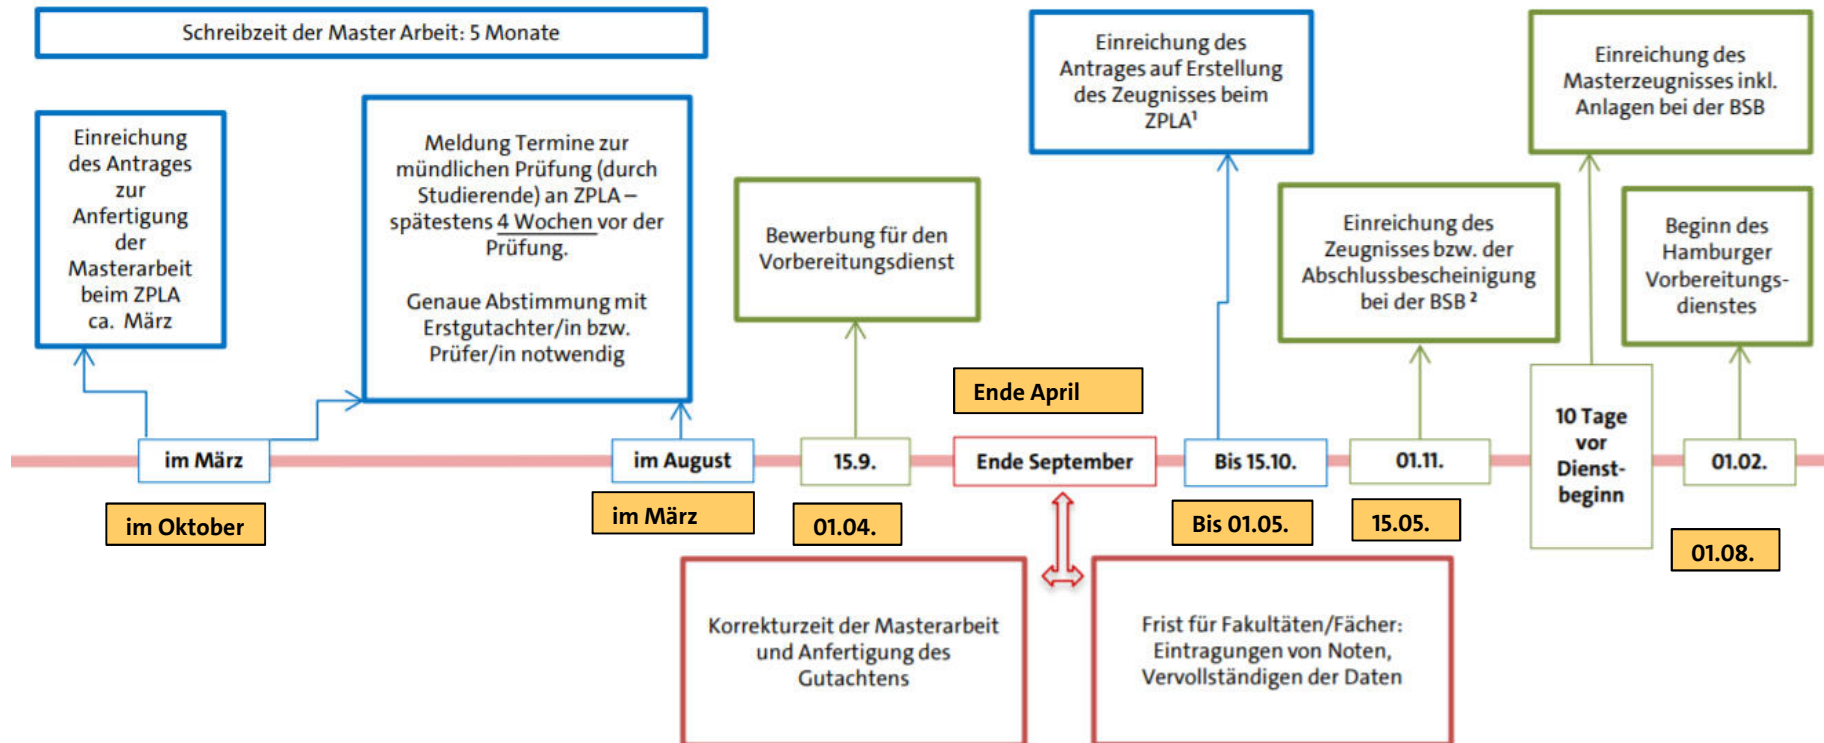 Schreibzeit der Master Arbeit: 5 Monate
Einreichung
des Antrages
zur
Anfertigung
der
Masterarbeit
beim ZPLA
ca. März
Meldung Termine zur
mündlichen Prüfung (durch
Studierende) an ZPLA –
spätestens 4 Wochen vor der
Prüfung.
Genaue Abstimmung mit
Erstgutachter/in bzw.
Prüfer/in notwendig
Bewerbung für den
Vorbereitungsdienst
Einreichung des
Antrages auf Erstellung
des Zeugnisses beim
ZPLA¹
Einreichung des
Zeugnisses bzw. der
Abschlussbescheinigung
bei der BSB ²
Einreichung des
Masterzeugnisses inkl.
Anlagen bei der BSB
Beginn des
Hamburger
Vorbereitungs-
dienstes
Ende April
im März
im August
15.9.
Ende September
Bis 15.10.
01.11.
10 Tage
vor
Dienst-
beginn
01.02.
im Oktober
im März
01.04.
Bis 01.05.
15.05.
01.08.
Korrekturzeit der Masterarbeit
und Anfertigung des
Gutachtens
Frist für Fakultäten/Fächer:
Eintragungen von Noten,
Vervollständigen der Daten